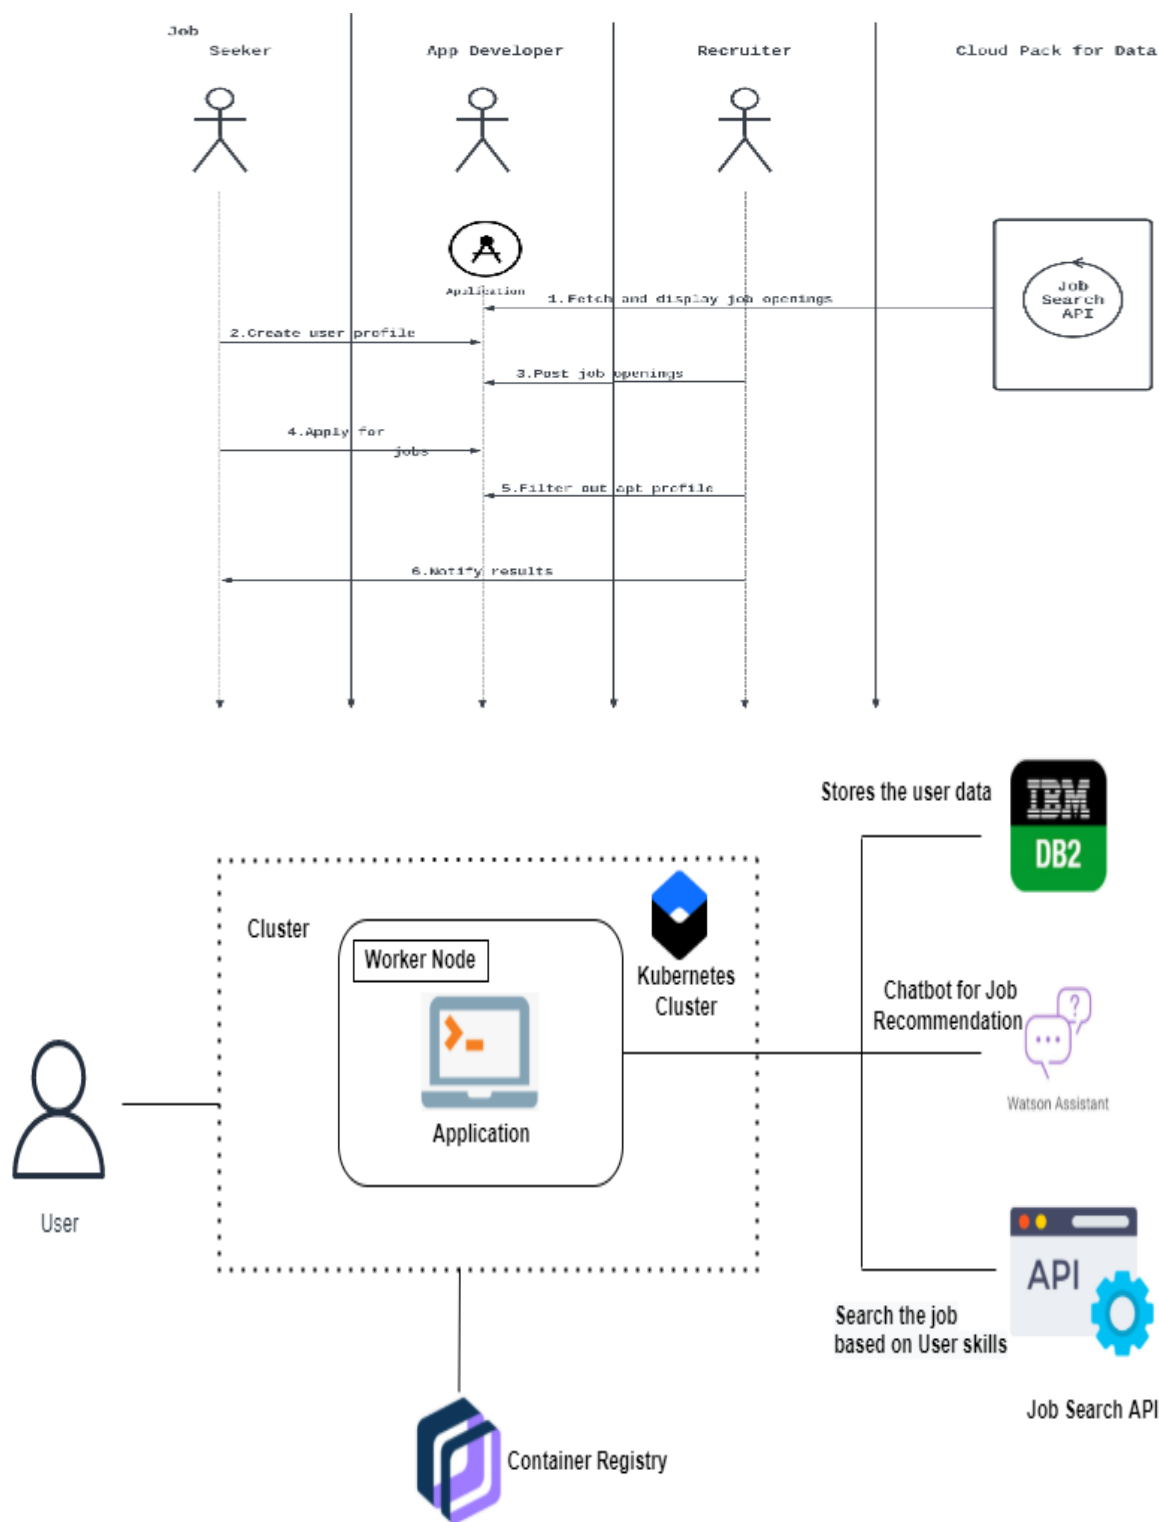 Job
Seeker
App Developer
Recruiter
Cloud Pack for Data
Application
Job
Search
API
1.Fetch and display job openings
2.Create user profile
3.Post job openings
4.Apply for
jobs
5.Filter out apt profile
6.Notify results
Stores the user data
IBM
DB2
Cluster
Worker Node
Kubernetes
Cluster
Application
Chatbot for Job
Recommendation
?
Watson Assistant
User
API
Search the job
based on User skills
Job Search API
Container Registry